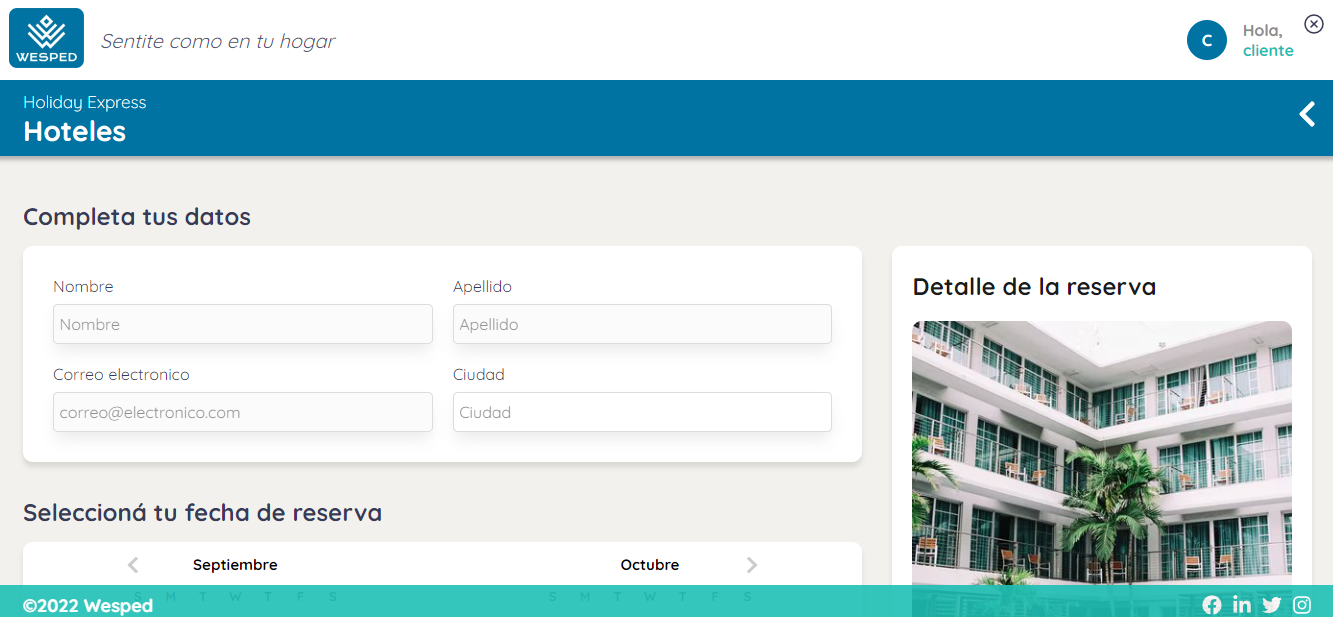 WESPED
Sentite como en tu hogar
C
Hola,
cliente
Holiday Express
Hoteles
Completa tus datos
Nombre
Apellido
Nombre
Apellido
Correo electronico
Ciudad
correo@electronico.com
Ciudad
Detalle de la reserva
Seleccioná tu fecha de reserva
Septiembre
Octubre
S M T W T F S
S M T W T F S
©2022 Wesped